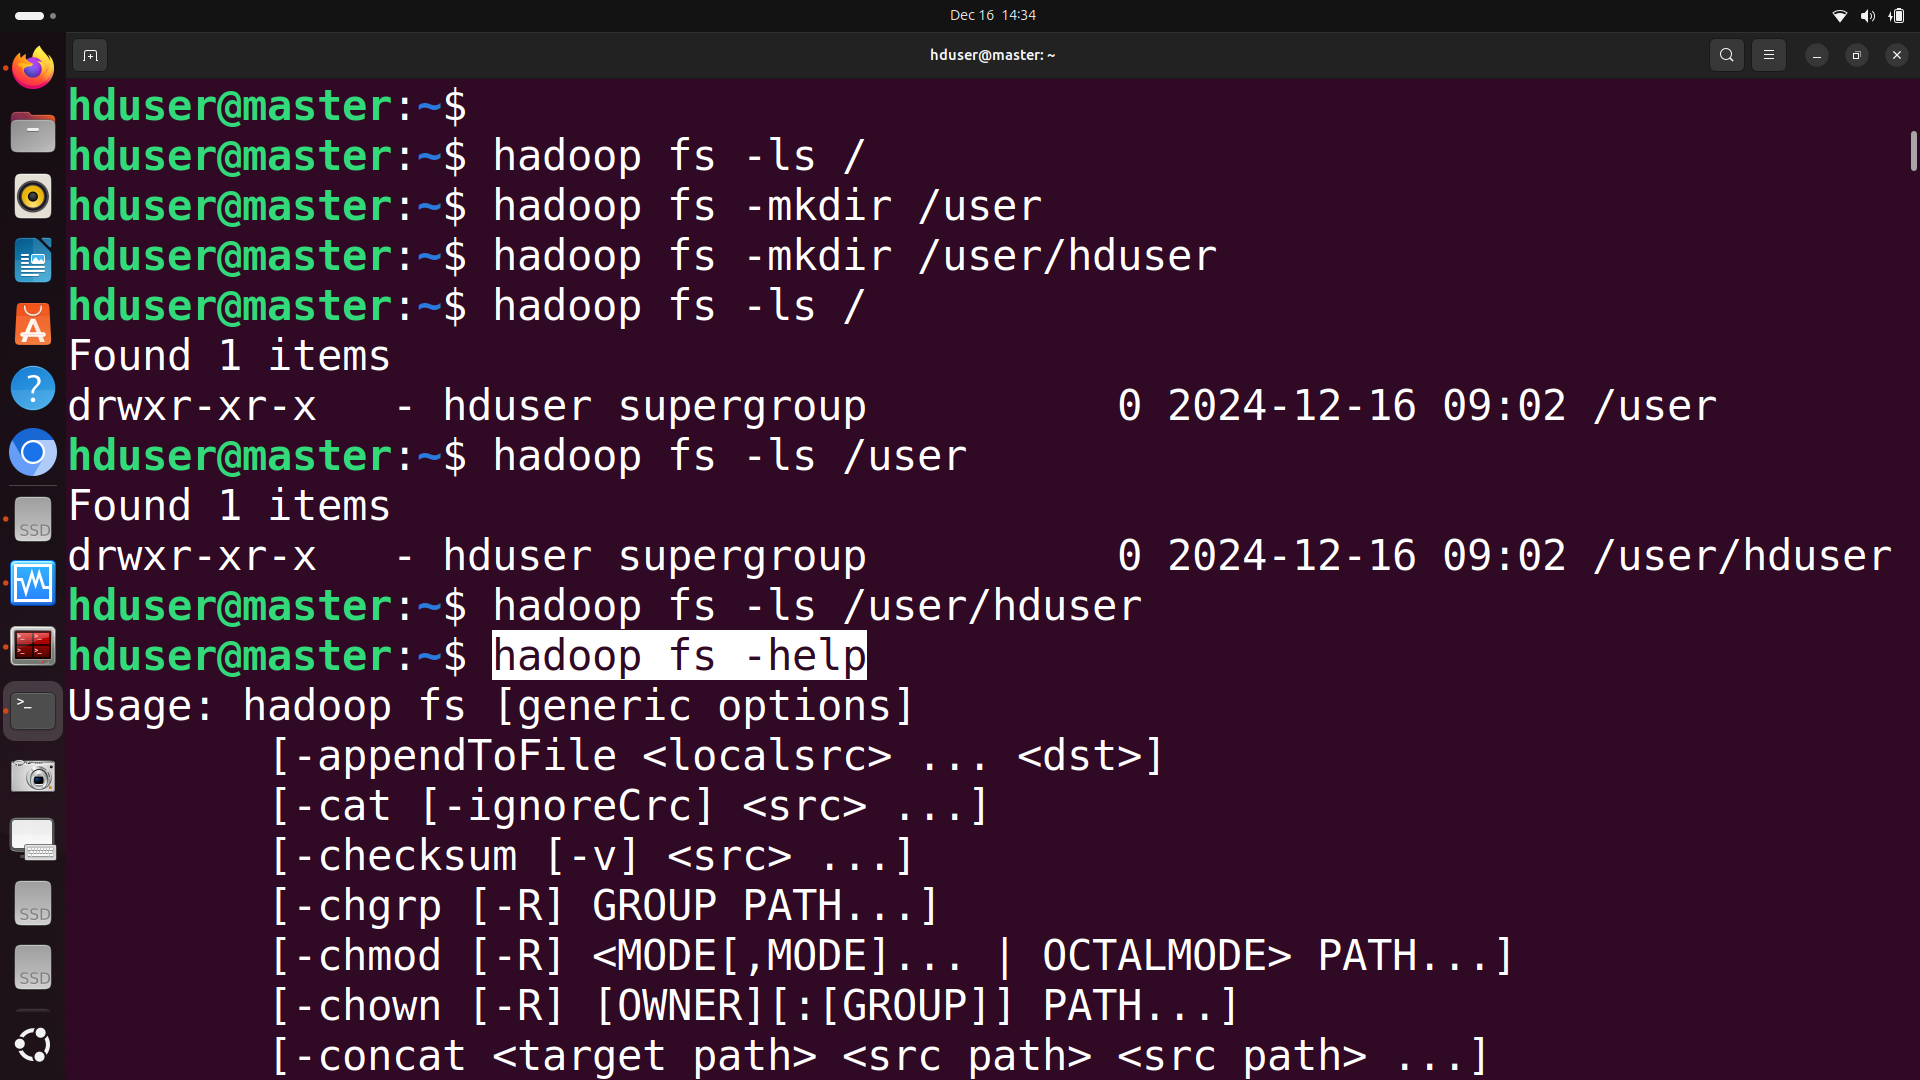 Dec 16 14:34
hduser@master: ~
hduser@master:~$
hduser@master:~$ hadoop fs -ls /
hduser@master:~$ hadoop fs -mkdir /user
hduser@master:~$ hadoop fs -mkdir /user/hduser
hduser@master:~$ hadoop fs -ls /
Found 1 items
drwxr-xr-x   - hduser supergroup          0 2024-12-16 09:02 /user
hduser@master:~$ hadoop fs -ls /user
Found 1 items
drwxr-xr-x   - hduser supergroup          0 2024-12-16 09:02 /user/hduser
hduser@master:~$ hadoop fs -ls /user/hduser
hduser@master:~$ hadoop fs -help
Usage: hadoop fs [generic options]
[-appendToFile <localsrc> ... <dst>]
[-cat [-ignoreCrc] <src> ...]
[-checksum [-v] <src> ...]
[-chgrp [-R] GROUP PATH...]
[-chmod [-R] <MODE[,MODE]... | OCTALMODE> PATH...]
[-chown [-R] [OWNER][:[GROUP]] PATH...]
[-concat <target path> <src path> <src path> ...]
SSD
SSD
SSD